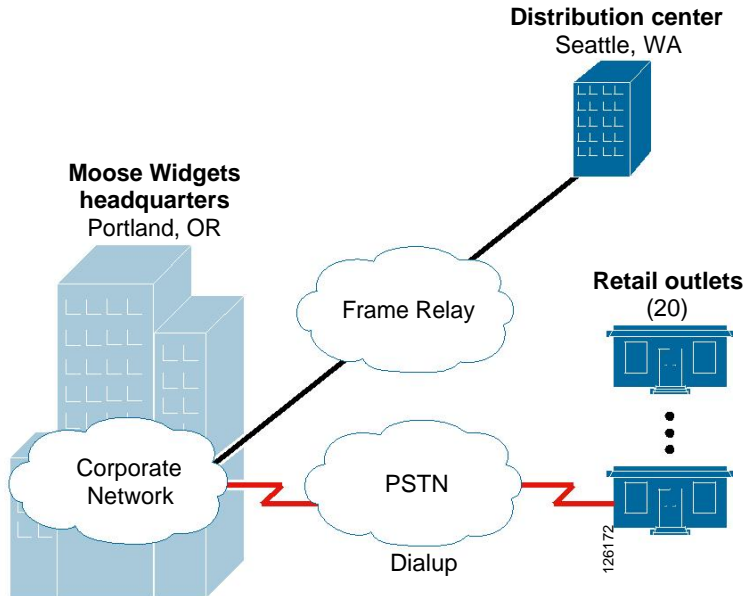 Distribution center
Seattle, WA
Moose Widgets
headquarters
Portland, OR
Frame Relay
Retail outlets
(20)
Corporate
Network
PSTN
Dialup
126172